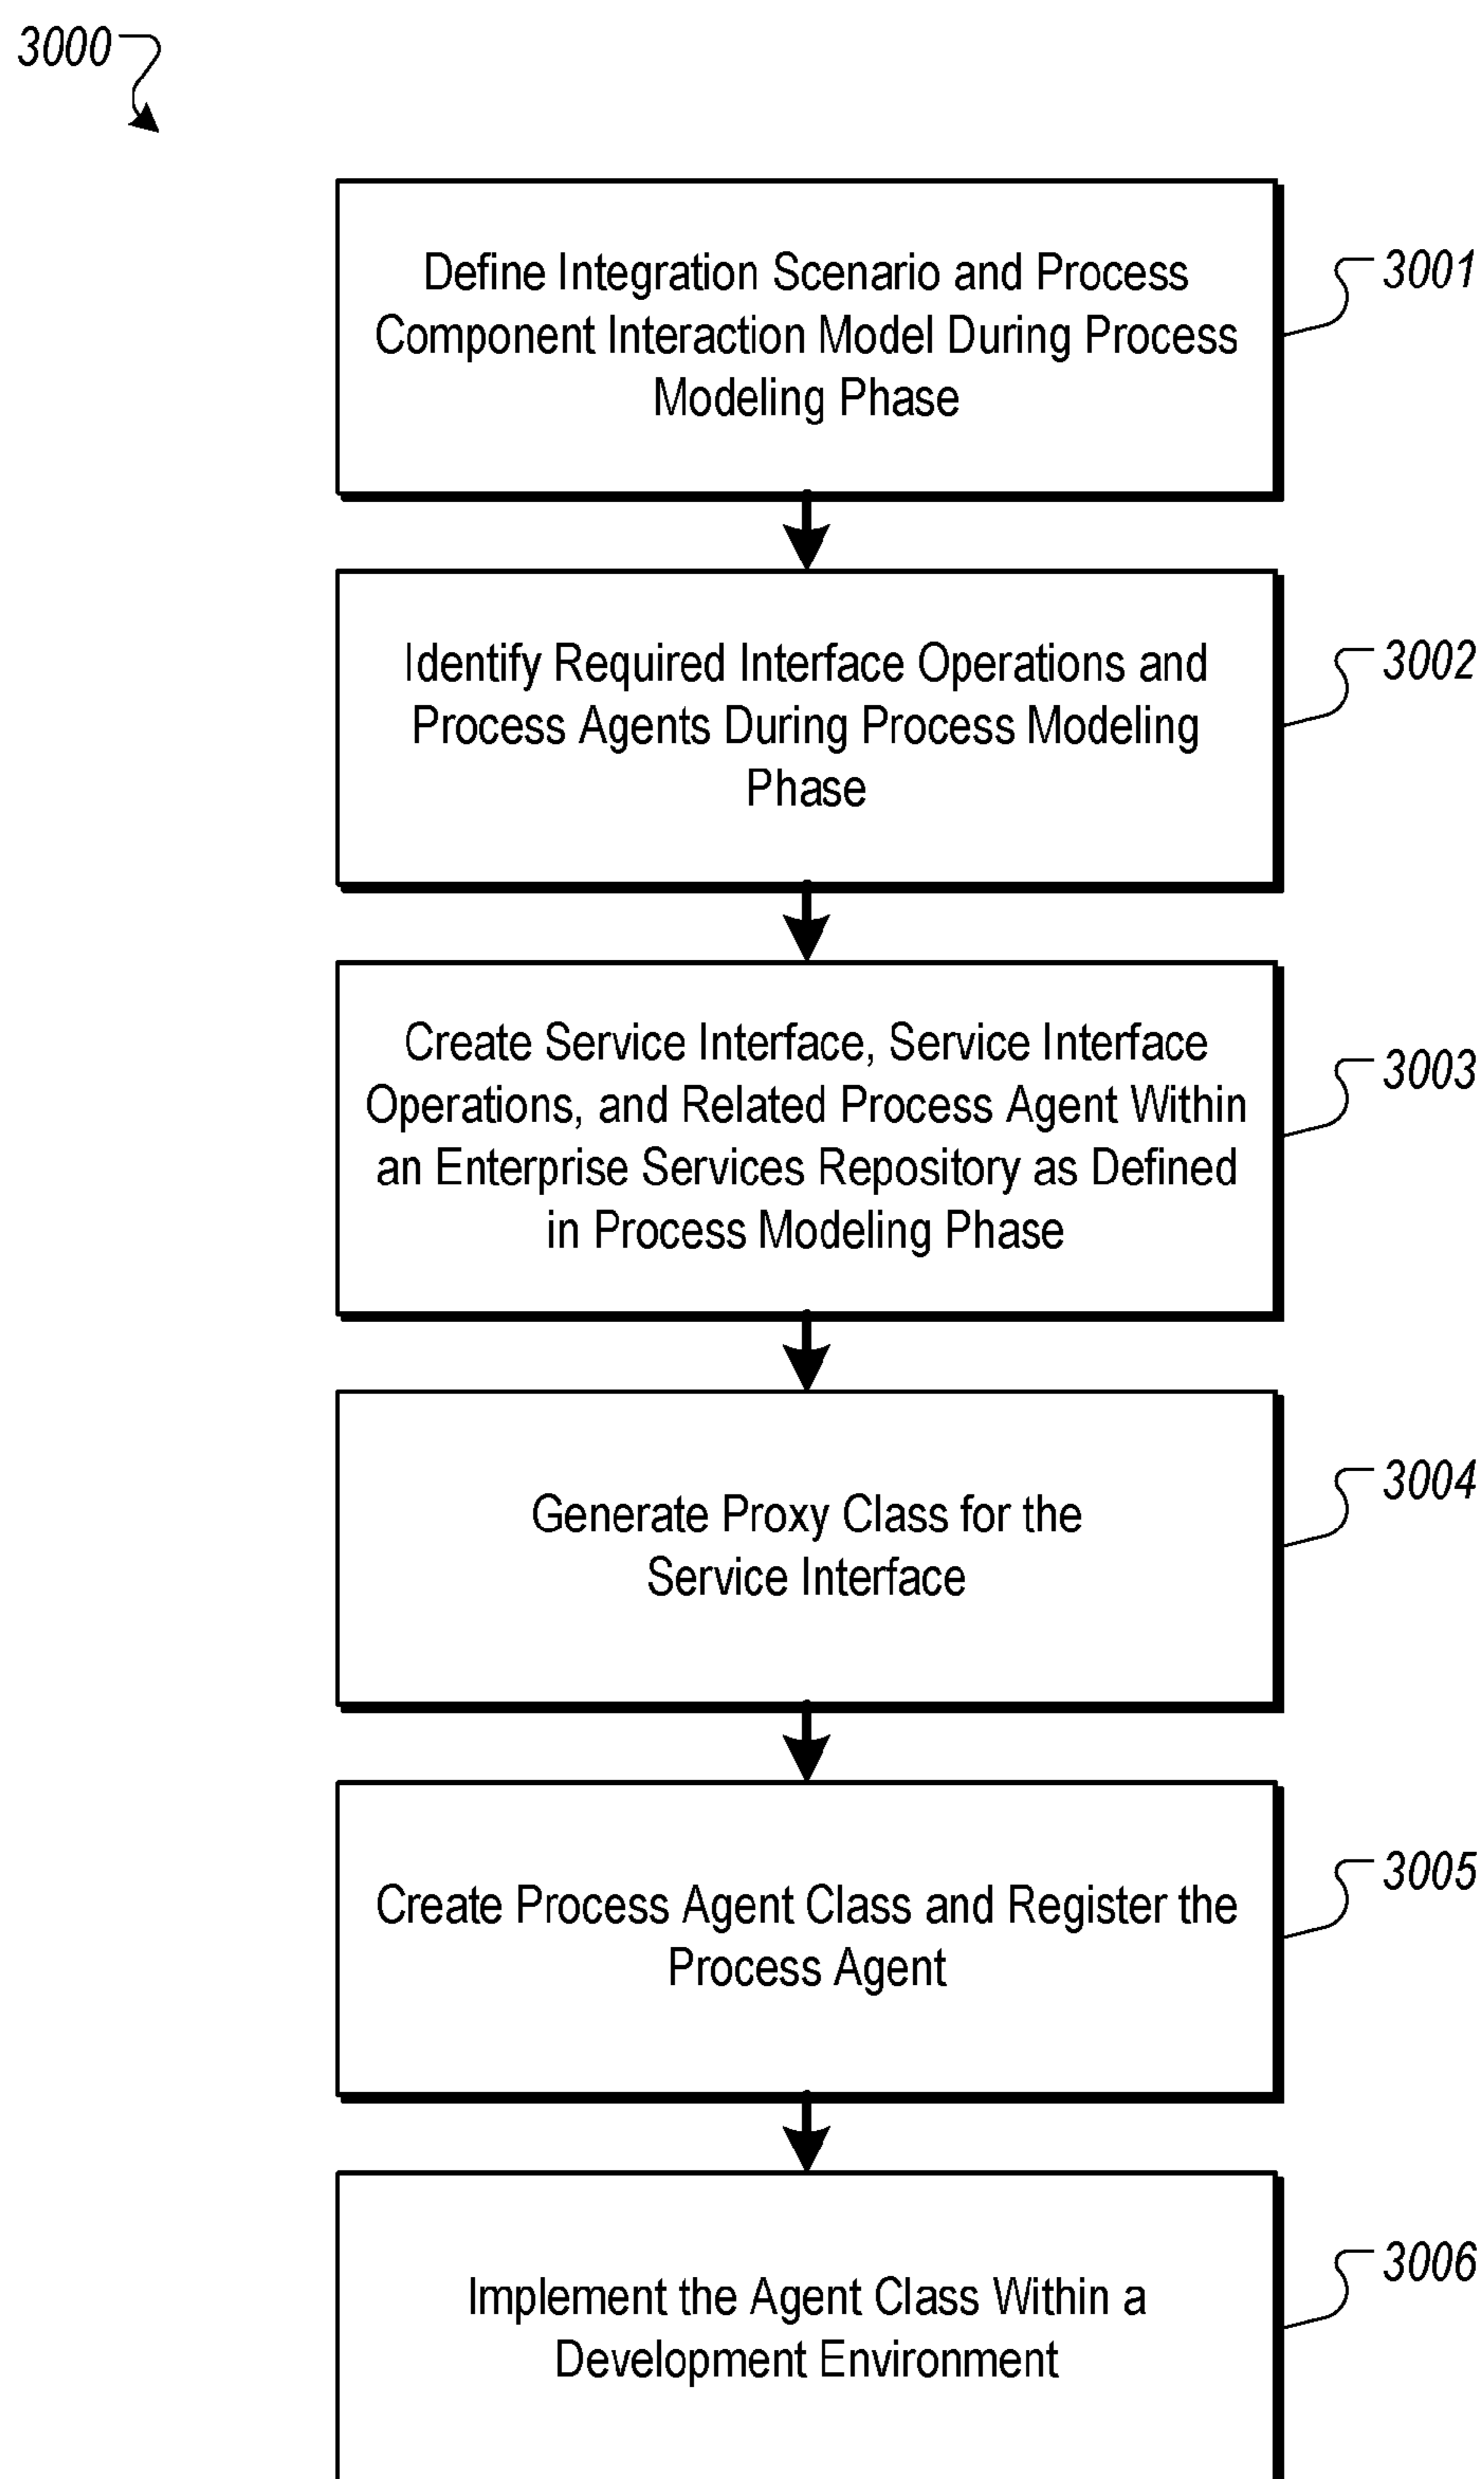 3000
Define Integration Scenario and Process
Component Interaction Model During Process
Modeling Phase
3001
Identify Required Interface Operations and
Process Agents During Process Modeling
Phase
3002
Create Service Interface, Service Interface
Operations, and Related Process Agent Within
an Enterprise Services Repository as Defined
in Process Modeling Phase
3003
Generate Proxy Class for the
Service Interface
3004
Create Process Agent Class and Register the
Process Agent
3005
Implement the Agent Class Within a
Development Environment
3006